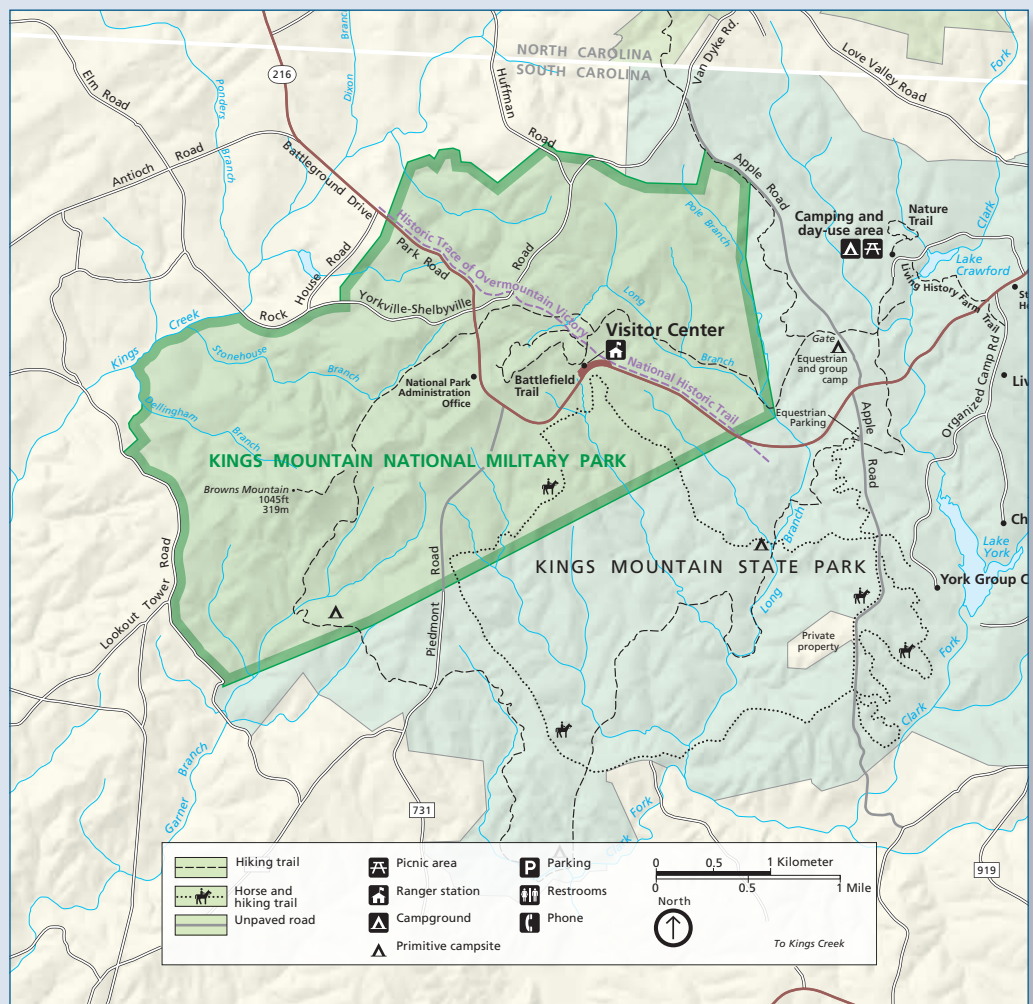 NORTH CAROLINA
SOUTH CAROLINA
Van Dyke Rd.
Love Valley Road
Fork
Clark
Elm Road
216
Ponders
Branch
Dixon
Huffman
Road
Antioch Road
Battleground Drive
Apple Road
Pole Branch
Camping and
day-use area
Nature
Trail
Lake
Crawford
Living History Farm Trail
Historic Trace of Overmountain Victory
National Historic Trail
Park Road
House Road
Rock
Yorkville-Shelbyville
Road
Long
Branch
Visitor Center
Kings Creek
Stonehouse
Branch
National Park
Administration
Office
Battlefield
Trail
Gate
Equestrian
and group
camp
Organized Camp Rd
Equestrian
Parking
Apple
Road
Dellingham
Branch
KINGS MOUNTAIN NATIONAL MILITARY PARK
Browns Mountain
1045ft
319m
Branch
Long
KINGS MOUNTAIN STATE PARK
Lake
York
York Group C
Ch
Liv
St
Ho
Lookout Tower Road
Piedmont Road
Private
property
Fork
Clark
Garner Branch
731
Clark Fork
919
Hiking trail
Horse and
hiking trail
Unpaved road
Picnic area
Ranger station
Campground
Primitive campsite
P
Parking
Restrooms
Phone
0 0.5 1 Kilometer
0 0.5 1 Mile
North
To Kings Creek